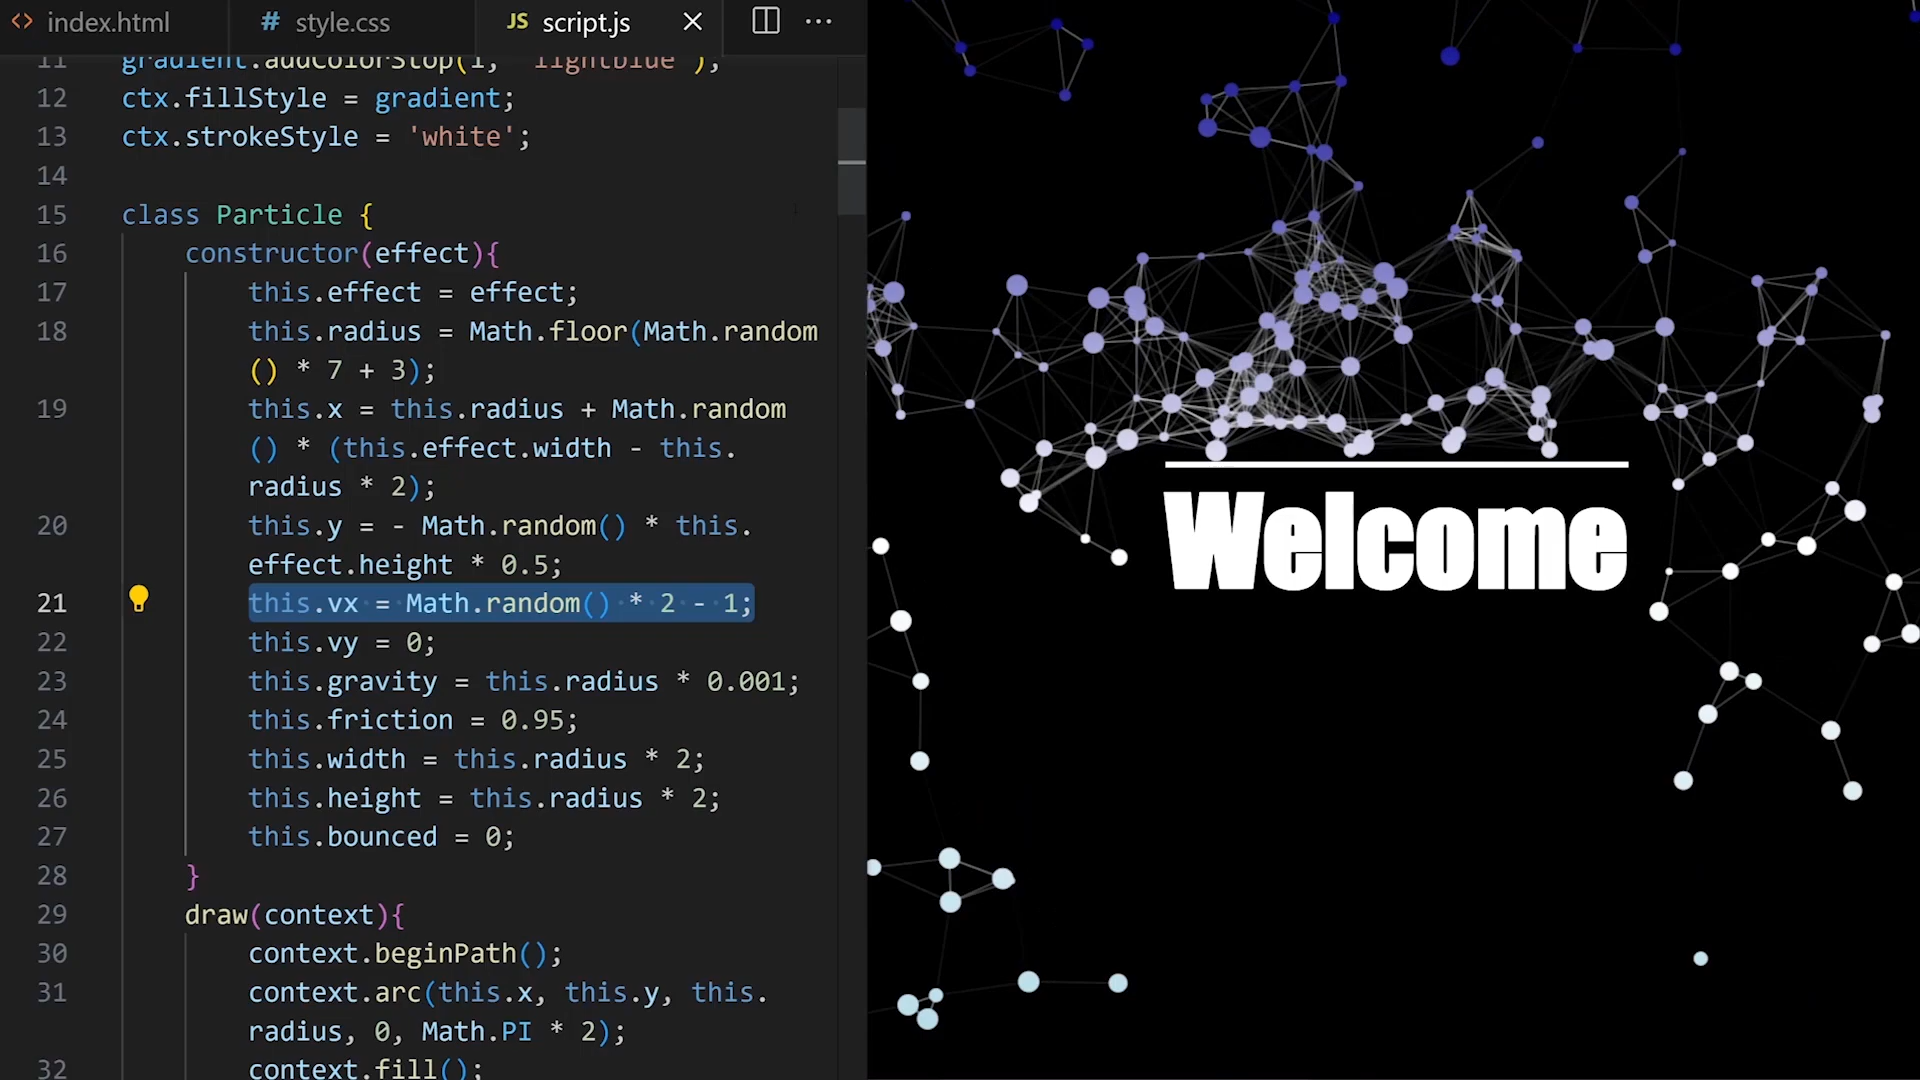 index.html
style.css
JS script.js
11 gradient.addColorStop(1, 'lightblue');
12 ctx.fillStyle = gradient;
13 ctx.strokeStyle = 'white';
14
15 class Particle {
16 constructor(effect){
17 this.effect = effect;
18 this.radius = Math.floor(Math.random
() * 7 + 3);
19 this.x = this.radius + Math.random
() * (this.effect.width - this.
radius * 2);
20 this.y = - Math.random() * this.
effect.height * 0.5;
21 this.vx = Math.random() * 2 - 1;
22 this.vy = 0;
23 this.gravity = this.radius * 0.001;
24 this.friction = 0.95;
25 this.width = this.radius * 2;
26 this.height = this.radius * 2;
27 this.bounced = 0;
28 }
29 draw(context){
30 context.beginPath();
31 context.arc(this.x, this.y, this.
radius, 0, Math.PI * 2);
32 context.fill();
Welcome